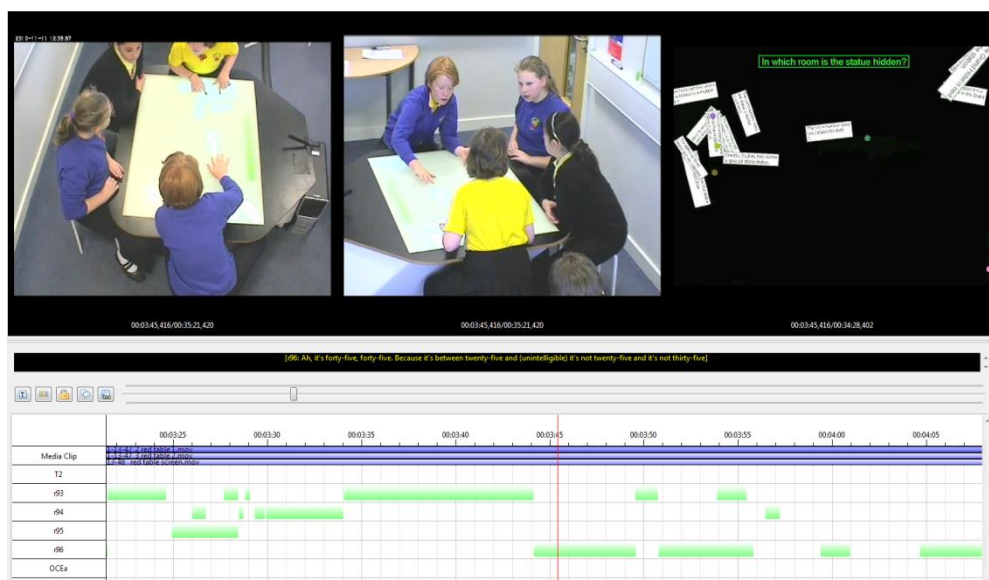 In which room is the statue hidden?
00:03:45,416/00:35:21,420
00:03:45,416/00:35:21,420
00:03:45,416/00:34:28,402
[r96: Ah, it's forty-five, forty-five. Because it's between twenty-five and (unintelligible) it's not twenty-five and it's not thirty-five]
00:03:25
00:03:30
00:03:35
00:03:40
00:03:45
00:03:50
00:03:55
00:04:00
00:04:05
Media Clip
2 red table 1.mov
3 red table 2.mov
red table screen.mov
T2
r93
r94
r95
r96
OCEa